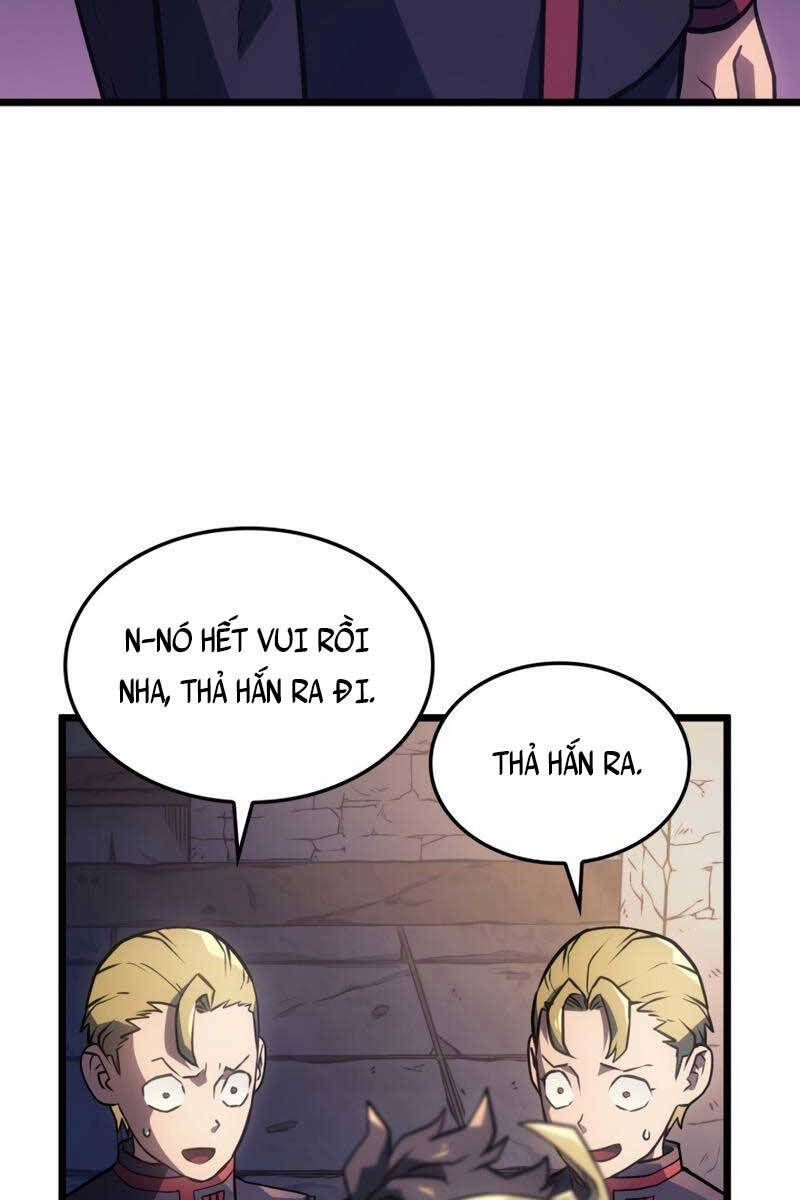 N-NÓ HẾT VUI RỒI
NHA, THẢ HẮN RA ĐI.
THẢ HẮN RA.